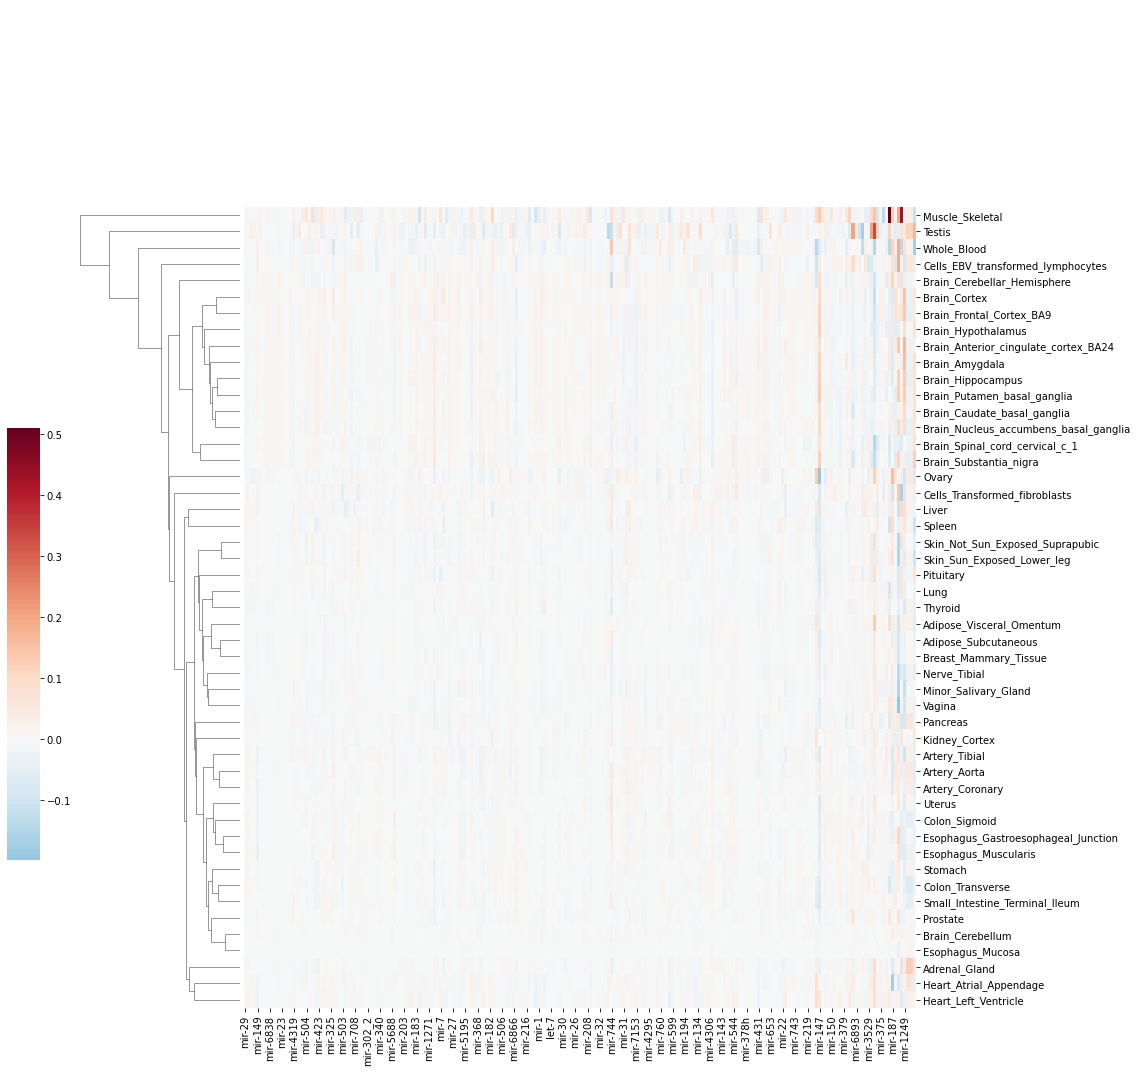 Muscle_Skeletal
Testis
Whole_Blood
Cells_EBV_transformed_lymphocytes
Brain_Cerebellar_Hemisphere
Brain_Cortex
Brain_Frontal_Cortex_BA9
Brain_Hypothalamus
Brain_Anterior_cingulate_cortex_BA24
Brain_Amygdala
Brain_Hippocampus
Brain_Putamen_basal_ganglia
Brain_Caudate_basal_ganglia
Brain_Nucleus_accumbens_basal_ganglia
Brain_Spinal_cord_cervical_c_1
Brain_Substantia_nigra
Ovary
Cells_Transformed_fibroblasts
Liver
Spleen
Skin_Not_Sun_Exposed_Suprapubic
Skin_Sun_Exposed_Lower_leg
Pituitary
Lung
Thyroid
Adipose_Visceral_Omentum
Adipose_Subcutaneous
Breast_Mammary_Tissue
Nerve_Tibial
Minor_Salivary_Gland
Vagina
Pancreas
Kidney_Cortex
Artery_Tibial
Artery_Aorta
Artery_Coronary
Uterus
Colon_Sigmoid
Esophagus_Gastroesophageal_Junction
Esophagus_Muscularis
Stomach
Colon_Transverse
Small_Intestine_Terminal_Ileum
Prostate
Brain_Cerebellum
Esophagus_Mucosa
Adrenal_Gland
Heart_Atrial_Appendage
Heart_Left_Ventricle
0.5
0.4
0.3
0.2
0.1
0.0
−0.1
mir-29
mir-149
mir-6838
mir-23
mir-4319
mir-504
mir-423
mir-325
mir-503
mir-708
mir-302_2
mir-340
mir-5688
mir-203
mir-183
mir-1271
mir-7
mir-27
mir-5195
mir-368
mir-182
mir-506
mir-6866
mir-216
mir-1
let-7
mir-30
mir-26
mir-208
mir-32
mir-744
mir-31
mir-7153
mir-4295
mir-760
mir-599
mir-194
mir-134
mir-4306
mir-143
mir-544
mir-378h
mir-4431
mir-653
mir-22
mir-743
mir-219
mir-147
mir-150
mir-379
mir-6893
mir-3529
mir-375
mir-187
mir-1249